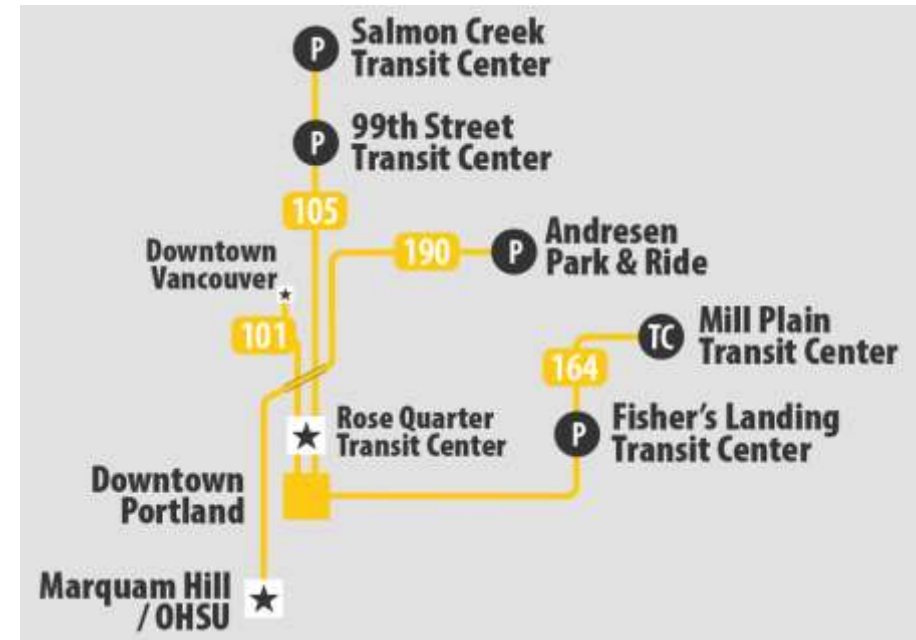 P
Salmon Creek
Transit Center
P
99th Street
Transit Center
105
190
P
Andresen
Park & Ride
Downtown
Vancouver
101
TC
Mill Plain
Transit Center
164
Rose Quarter
Transit Center
P
Fisher's Landing
Transit Center
Downtown
Portland
Marquam Hill
/ OHSU